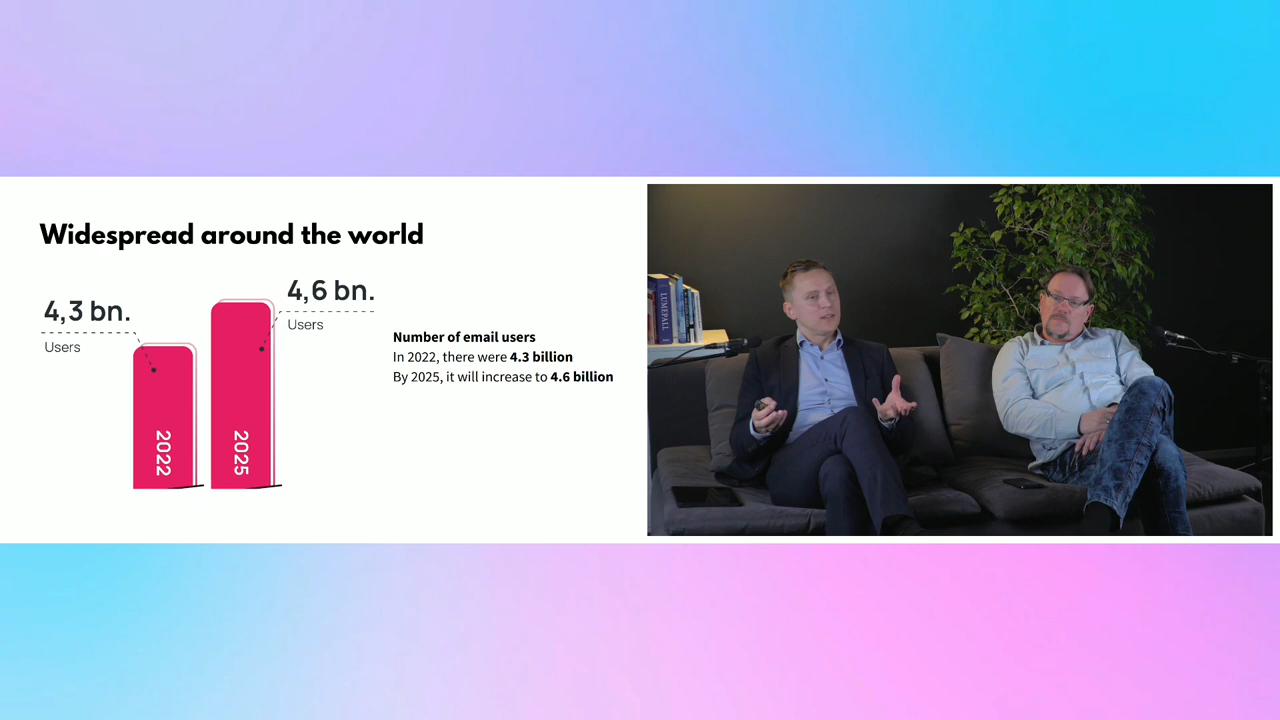 Widespread around the world
4,3 bn.
Users
4,6 bn.
Users
2022
2025
Number of email users
In 2022, there were 4.3 billion
By 2025, it will increase to 4.6 billion
LUMEPALL